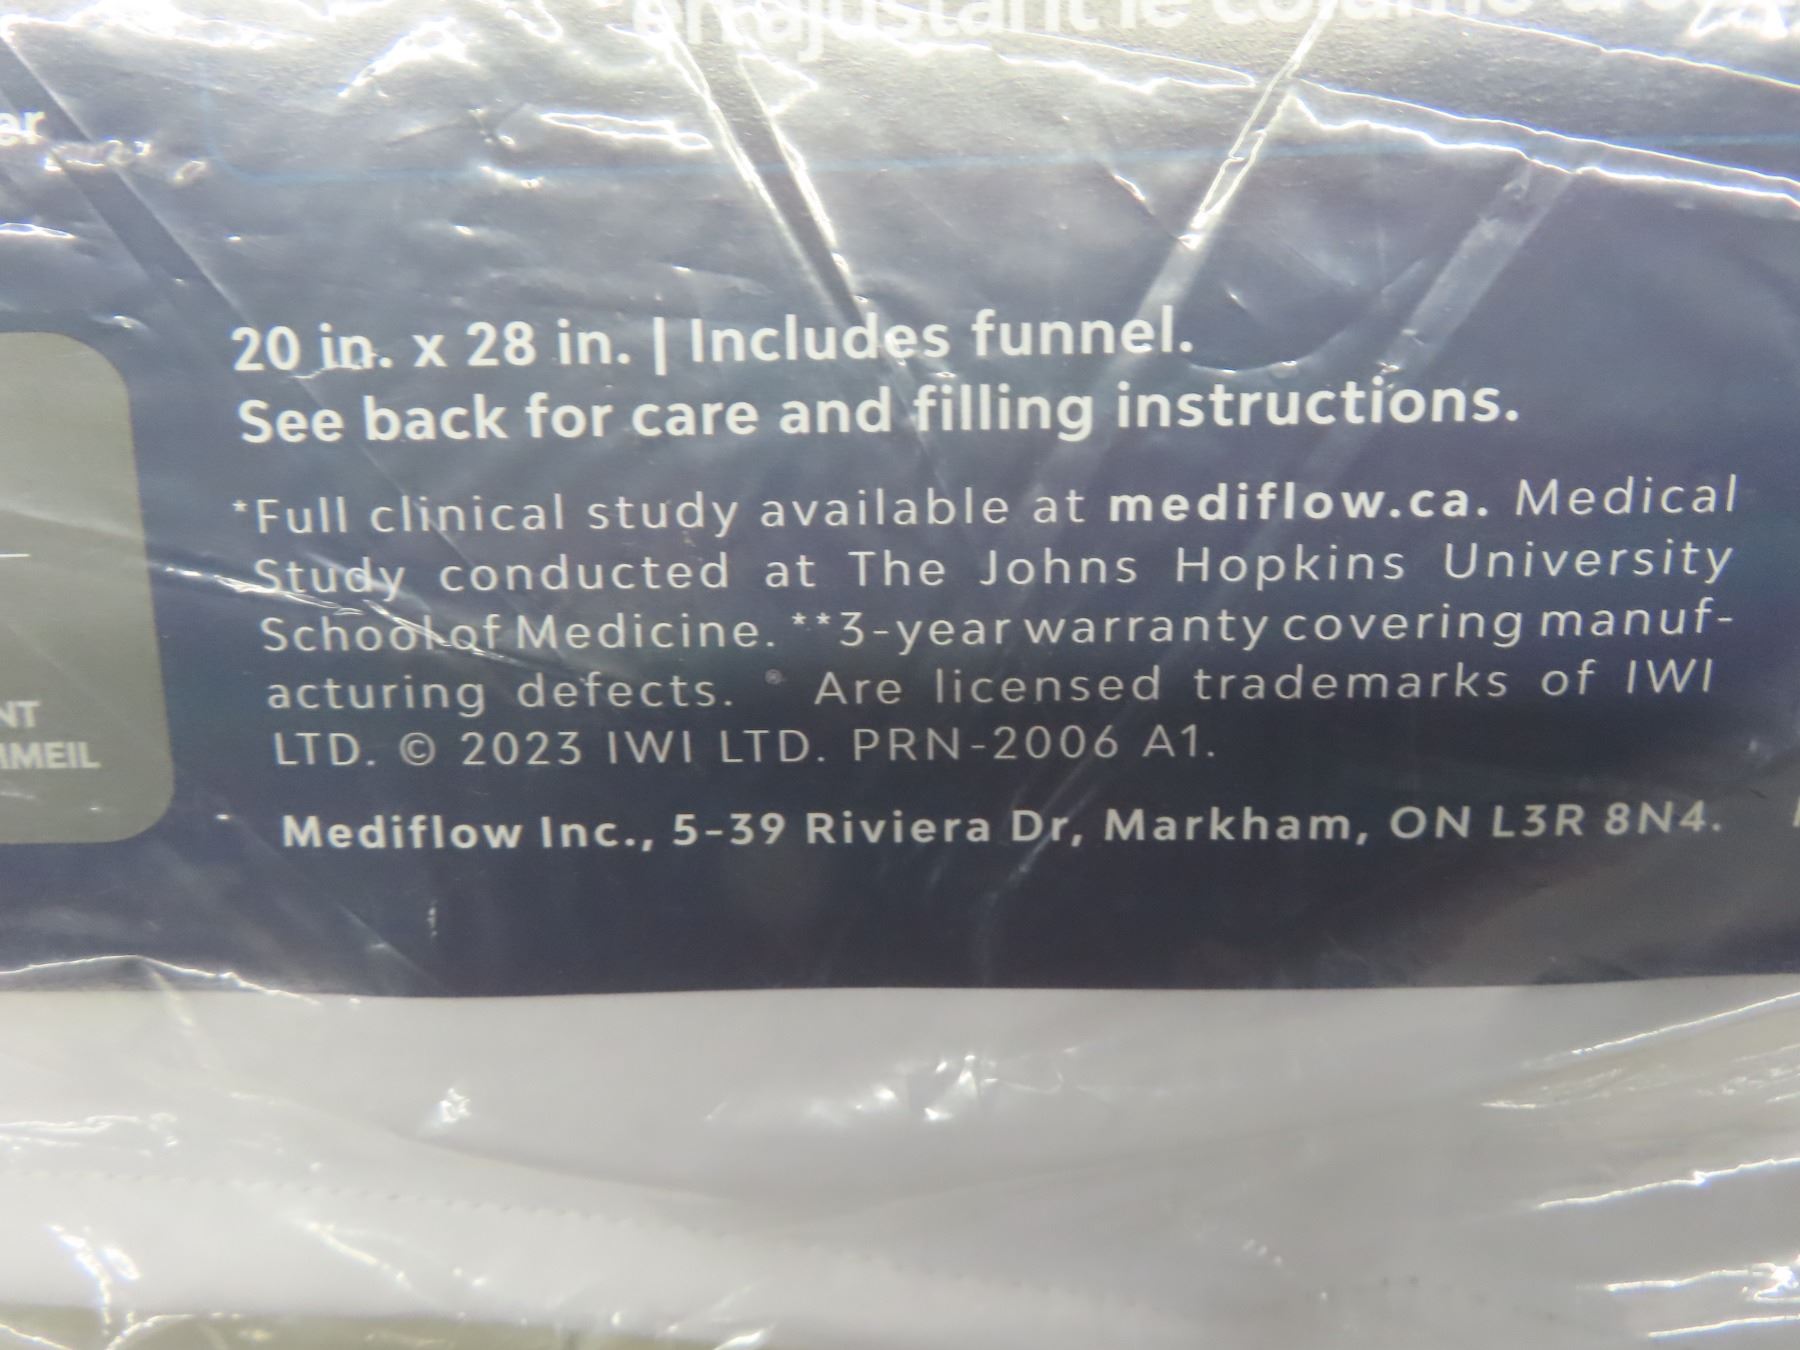 en ajustant le
20 in. x 28 in. | Includes funnel.
See back for care and filling instructions.
*Full clinical study available at mediflow.ca. Medical
Study conducted at The Johns Hopkins University
School of Medicine. **3-year warranty covering manuf-
acturing defects. ® Are licensed trademarks of IWI
LTD. © 2023 IWI LTD. PRN-2006 A1.
Mediflow Inc., 5-39 Riviera Dr, Markham, ON L3R 8N4.